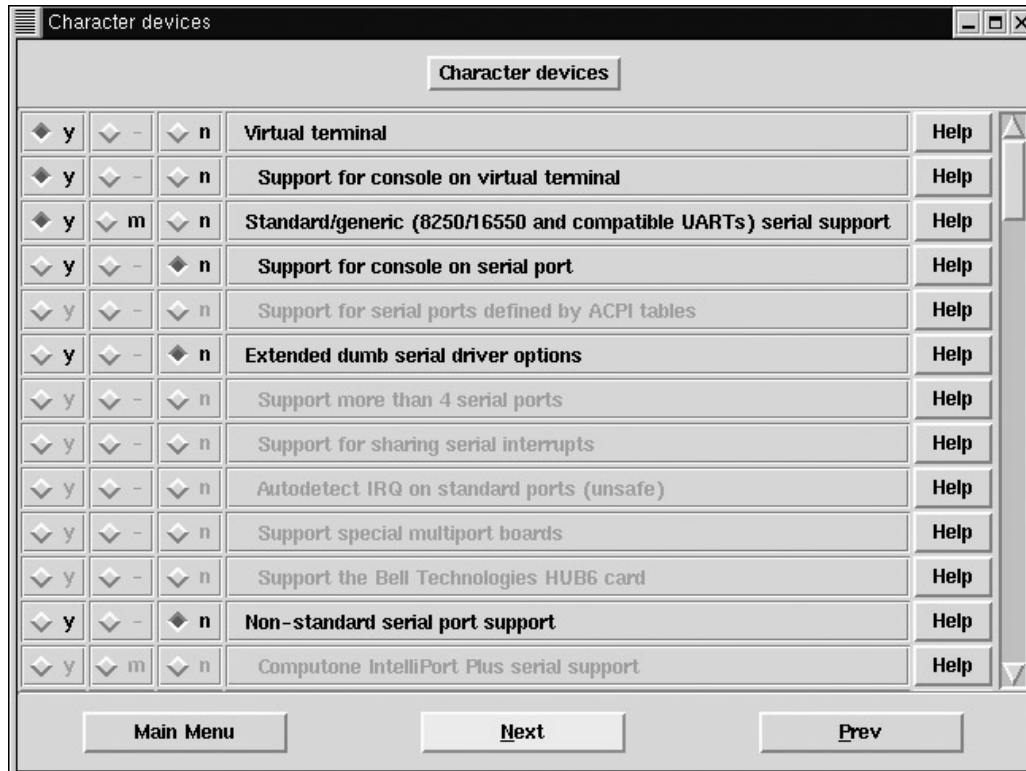 Character devices
Character devices
y - n Virtual terminal Help
y - n Support for console on virtual terminal Help
y m n Standard/generic (8250/16550 and compatible UARTs) serial support Help
y - n Support for console on serial port Help
y - n Support for serial ports defined by ACPI tables Help
y - n Extended dumb serial driver options Help
y - n Support more than 4 serial ports Help
y - n Support for sharing serial interrupts Help
y - n Autodetect IRQ on standard ports (unsafe) Help
y - n Support special multiport boards Help
y - n Support the Bell Technologies HUB6 card Help
y - n Non-standard serial port support Help
y m n Computone IntelliPort Plus serial support Help
Main Menu Next Prev